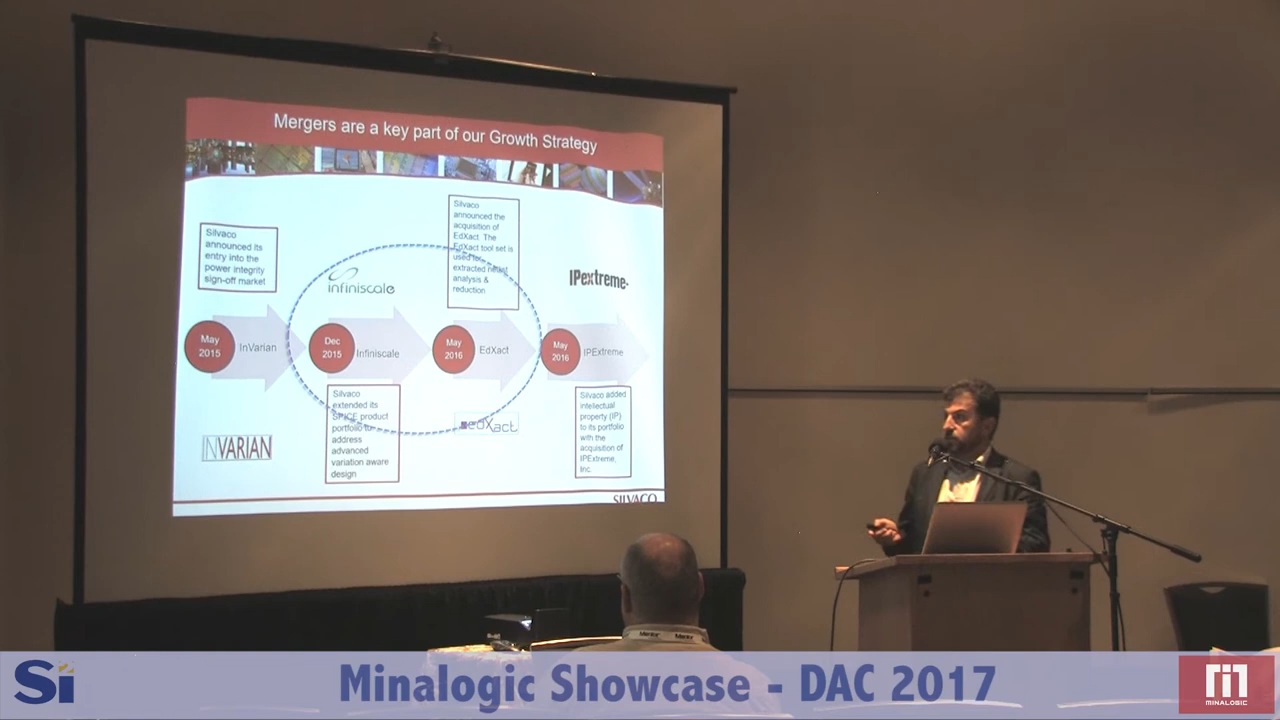 Mergers are a key part of our Growth Strategy
Silvaco
announced its
entry into the
power integrity
sign-off market
Silvaco
announced the
acquisition of
EdXact. The
EdXact tool set is
used for
extracted netlist
analysis &
reduction
infiniscale
IPextreme
May
2015
InVarian
Dec
2015
Infiniscale
May
2016
EdXact
May
2016
IPExtreme
INVARIAN
Silvaco
extended its
SPICE product
portfolio to
address
advanced
variation aware
design
edXact
Silvaco added
intellectual
property (IP)
to its portfolio
with the
acquisition of
IPExtreme,
Inc.
SILVACO
Mentor Mentor
Si2
Minalogic Showcase - DAC 2017
MINALOGIC